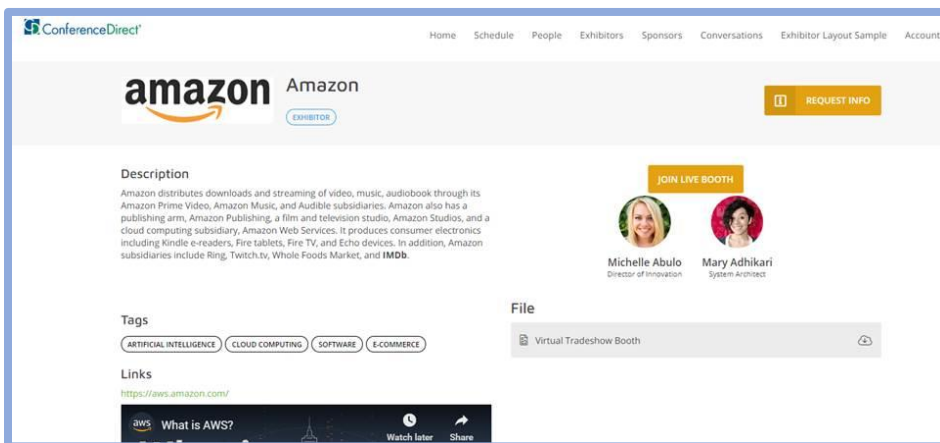 ConferenceDirect®
Home Schedule People Exhibitors Sponsors Conversations Exhibitor Layout Sample Account
amazon
Amazon
EXHIBITOR
REQUEST INFO
Description
Amazon distributes downloads and streaming of video, music, audiobook through its
Amazon Prime Video, Amazon Music, and Audible subsidiaries. Amazon also has a
publishing arm, Amazon Publishing, a film and television studio, Amazon Studios, and a
cloud computing subsidiary, Amazon Web Services. It produces consumer electronics
including Kindle e-readers, Fire tablets, Fire TV, and Echo devices. In addition, Amazon
subsidiaries include Ring, Twitch.tv, Whole Foods Market, and IMDb.
JOIN LIVE BOOTH
Michelle Abulo Mary Adhikari
Director of Innovation System Architect
Tags
ARTIFICIAL INTELLIGENCE CLOUD COMPUTING SOFTWARE E-COMMERCE
File
Virtual Tradeshow Booth
Links
https://aws.amazon.com/
aws What is AWS?
Watch later Share